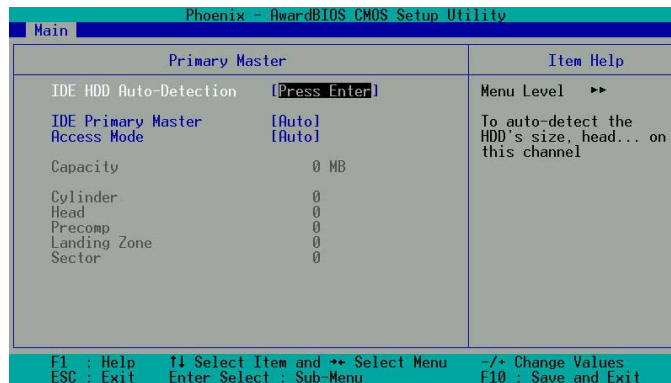 Phoenix - AwardBIOS CMOS Setup Utility
Main
Primary Master
Item Help
IDE HDD Auto-Detection [Press Enter]
IDE Primary Master [Auto]
Access Mode [Auto]
Capacity 0 MB
Cylinder 0
Head 0
Precomp 0
Landing Zone 0
Sector 0
Menu Level ▸▸
To auto-detect the
HDD's size, head... on
this channel
F1 : Help ↑↓ Select Item and →← Select Menu -/+ Change Values
ESC : Exit Enter Select : Sub-Menu F10 : Save and Exit